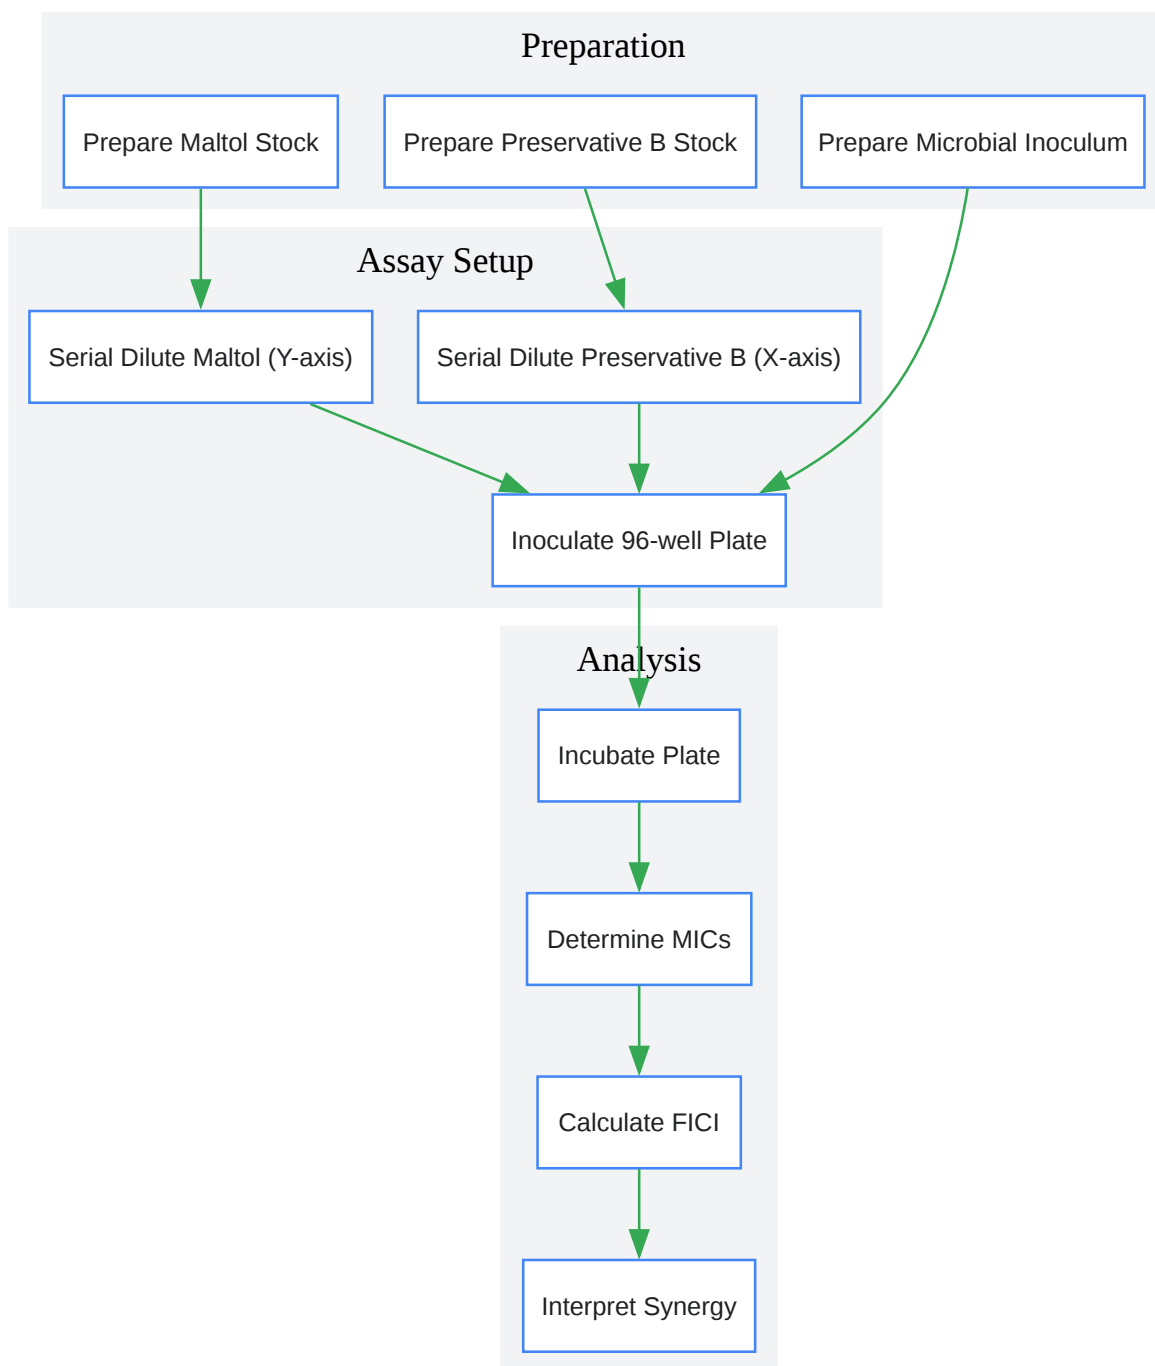 Preparation
Prepare Maltol Stock
Prepare Preservative B Stock
Prepare Microbial Inoculum
Assay Setup
Serial Dilute Maltol (Y-axis)
Serial Dilute Preservative B (X-axis)
Inoculate 96-well Plate
Analysis
Incubate Plate
Determine MICs
Calculate FICI
Interpret Synergy